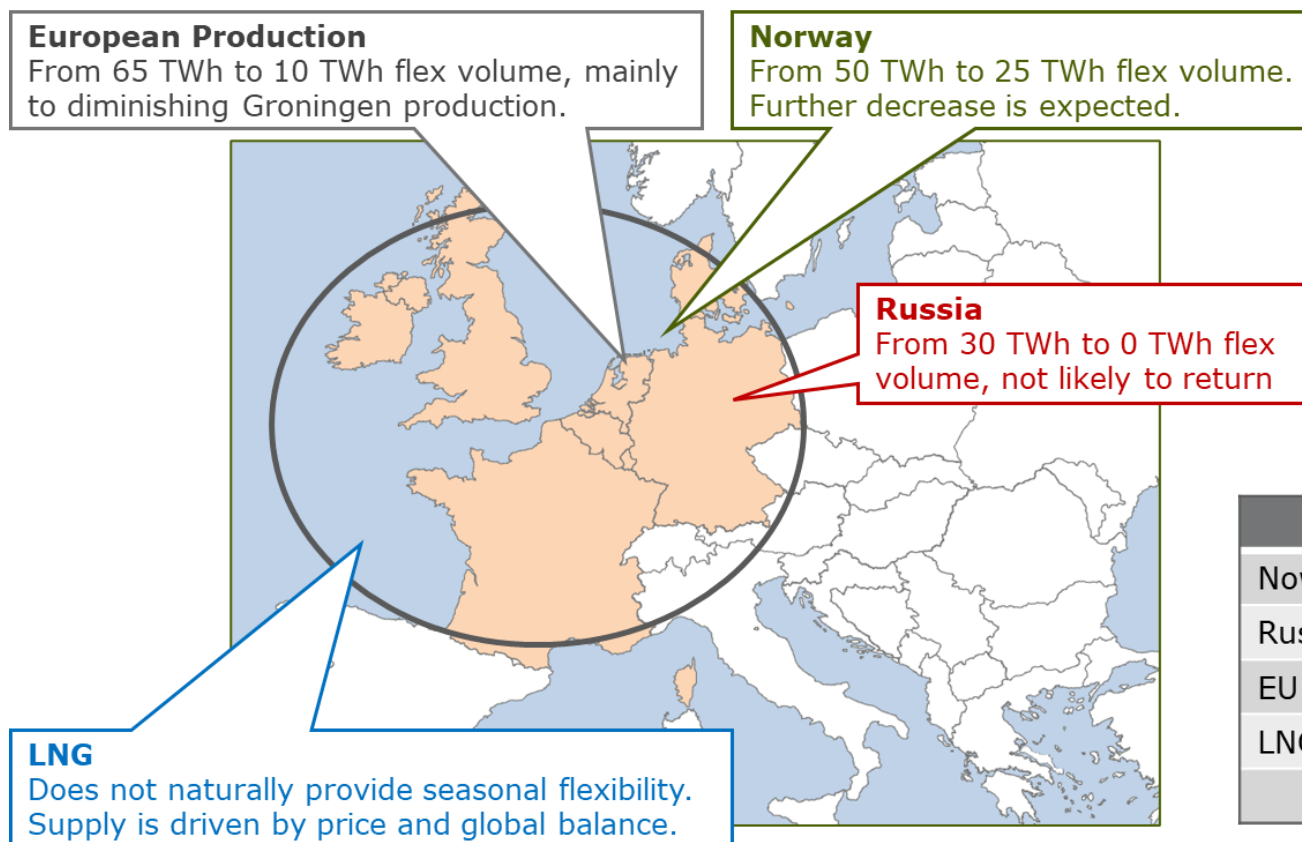 European Production
From 65 TWh to 10 TWh flex volume, mainly
to diminishing Groningen production.
Norway
From 50 TWh to 25 TWh flex volume.
Further decrease is expected.
Russia
From 30 TWh to 0 TWh flex
volume, not likely to return
LNG
Does not naturally provide seasonal flexibility.
Supply is driven by price and global balance.
EU